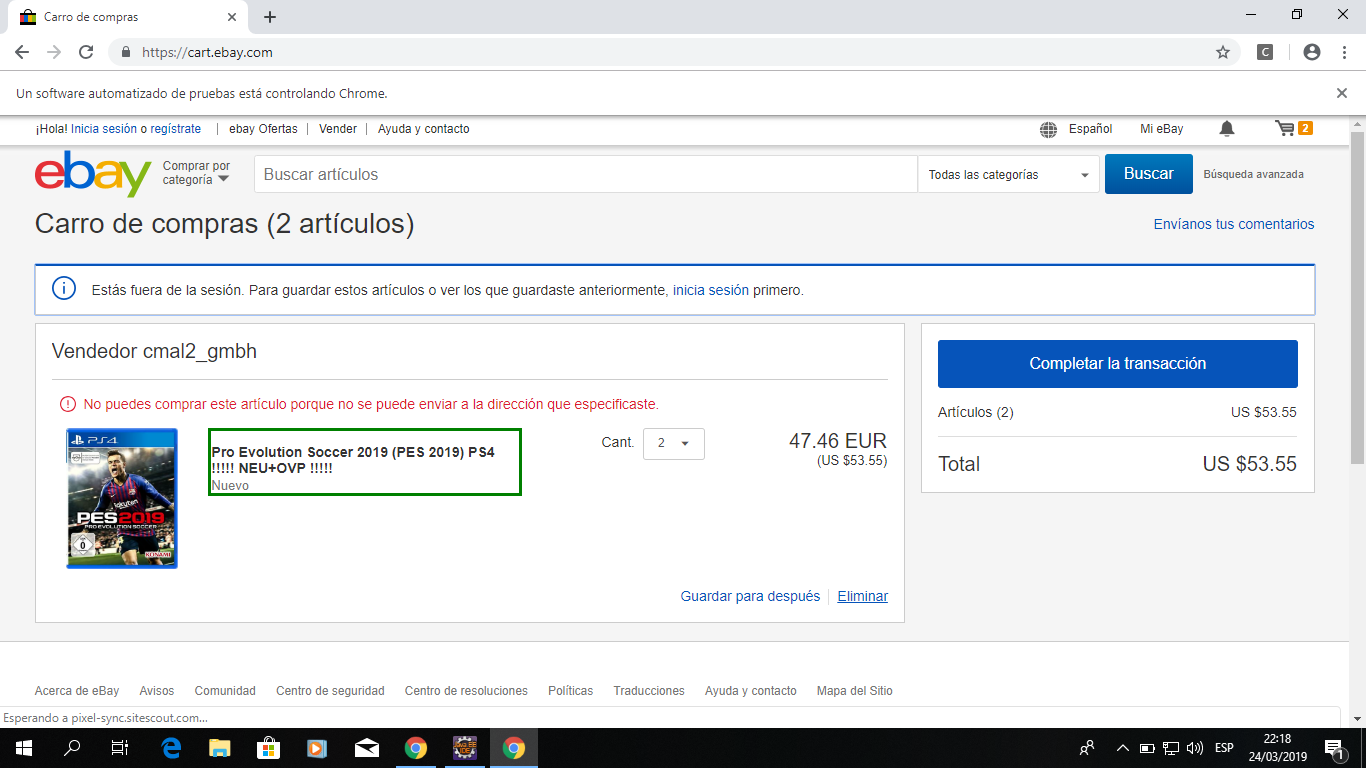 Carro de compras
https://cart.ebay.com
C
Un software automatizado de pruebas está controlando Chrome.
¡Hola! Inicia sesión o regístrate | ebay Ofertas | Vender | Ayuda y contacto
Español Mi eBay 2
ebay
Comprar por
categoría
Buscar artículos
Todas las categorías
Buscar
Búsqueda avanzada
Carro de compras (2 artículos)
Envíanos tus comentarios
Estás fuera de la sesión. Para guardar estos artículos o ver los que guardaste anteriormente, inicia sesión primero.
Vendedor cmal2_gmbh
No puedes comprar este artículo porque no se puede enviar a la dirección que especificaste.
PS4
PES2019
PRO EVOLUTION SOCCER
0
KONAMI
Pro Evolution Soccer 2019 (PES 2019) PS4
!!!!! NEU+OVP !!!!!
Nuevo
Cant. 2
47.46 EUR
(US $53.55)
Guardar para después | Eliminar
Completar la transacción
Artículos (2) US $53.55
Total US $53.55
Acerca de eBay Avisos Comunidad Centro de seguridad Centro de resoluciones Políticas Traducciones Ayuda y contacto Mapa del Sitio
Esperando a pixel-sync.sitescout.com...
ESP
22:18
24/03/2019
1